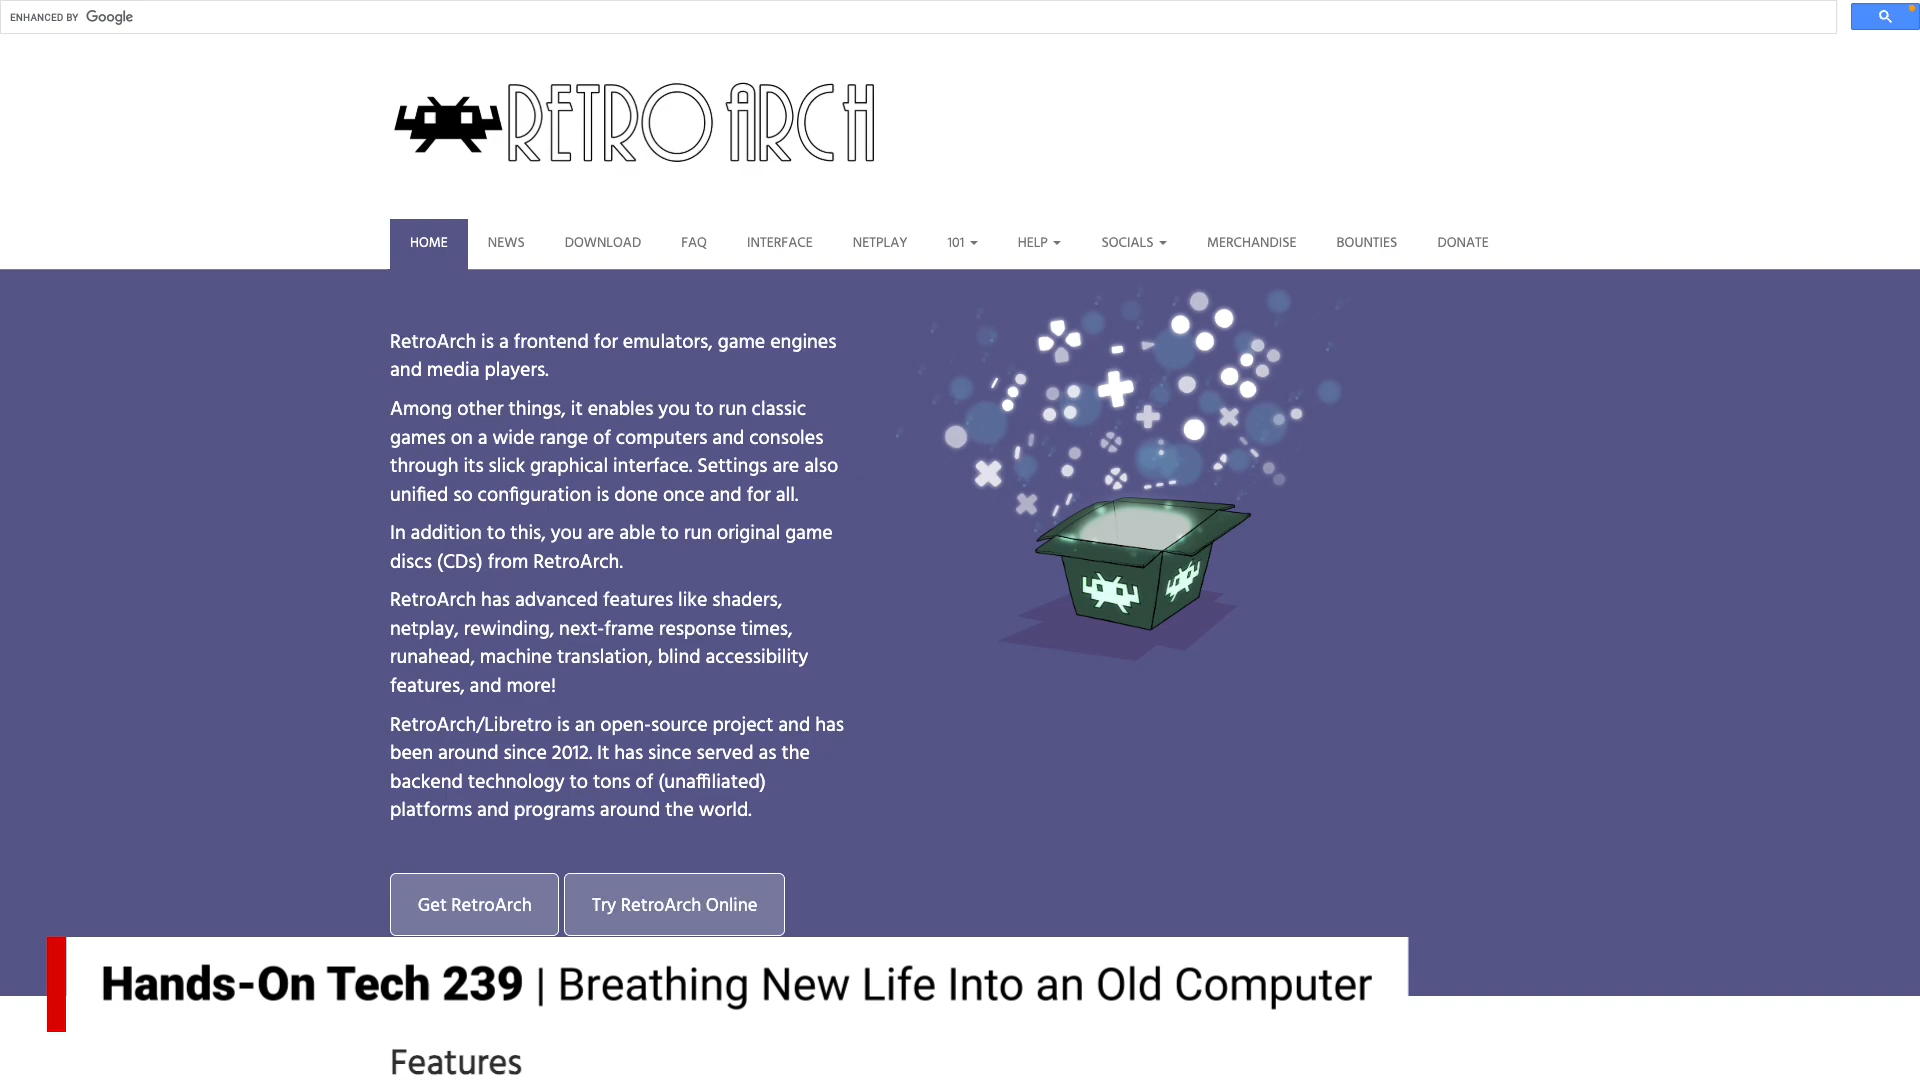 ENHANCED BY Google
RETROARCH
HOME NEWS DOWNLOAD FAQ INTERFACE NETPLAY 101 HELP SOCIALS MERCHANDISE BOUNTIES DONATE
RetroArch is a frontend for emulators, game engines
and media players.
Among other things, it enables you to run classic
games on a wide range of computers and consoles
through its slick graphical interface. Settings are also
unified so configuration is done once and for all.
In addition to this, you are able to run original game
discs (CDs) from RetroArch.
RetroArch has advanced features like shaders,
netplay, rewinding, next-frame response times,
runahead, machine translation, blind accessibility
features, and more!
RetroArch/Libretro is an open-source project and has
been around since 2012. It has since served as the
backend technology to tons of (unaffiliated)
platforms and programs around the world.
Get RetroArch Try RetroArch Online
Hands-On Tech 239 | Breathing New Life Into an Old Computer
Features